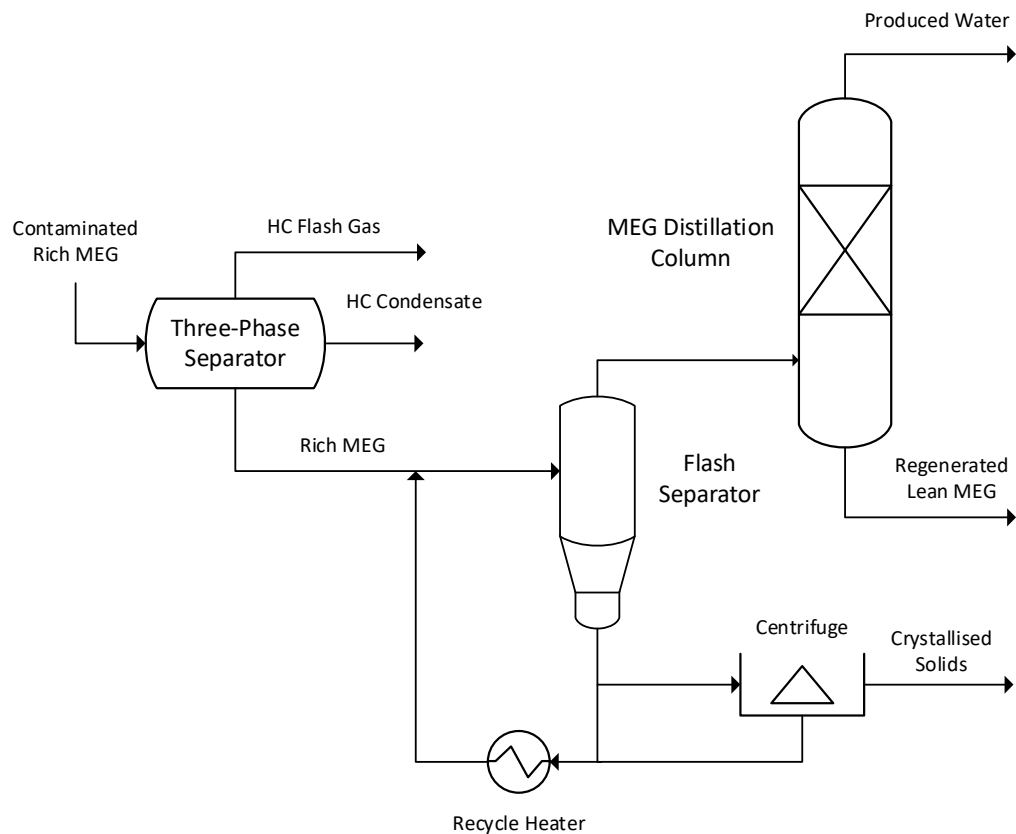 Produced Water
Contaminated
Rich MEG
HC Flash Gas
MEG Distillation
Column
HC Condensate
Three-Phase
Separator
Rich MEG
Flash
Separator
Regenerated
Lean MEG
Centrifuge
Crystallised
Solids
Recycle Heater